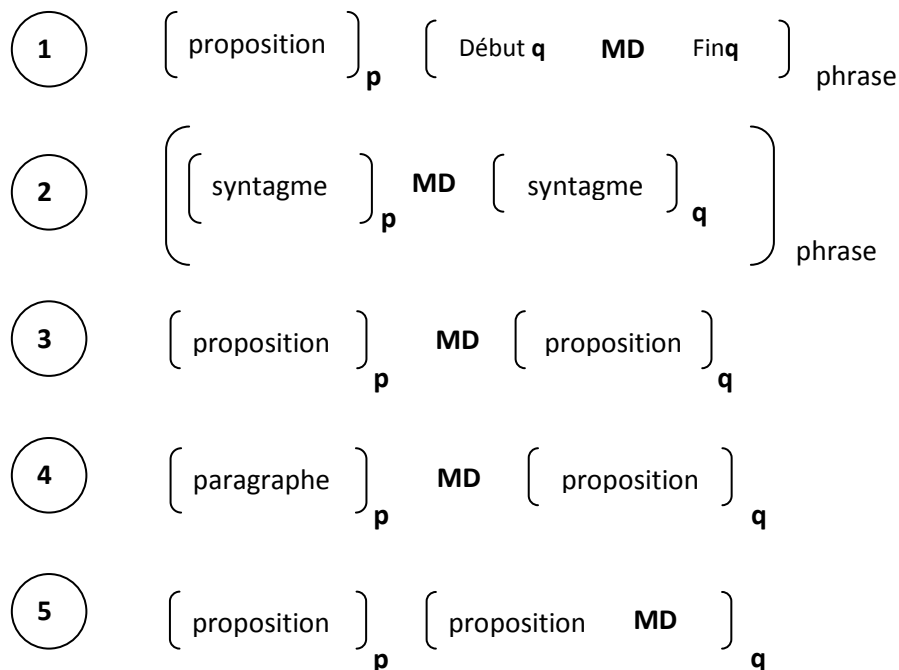 1 proposition p Début q MD Finq phrase
2 syntagme p MD syntagme q phrase
3 proposition p MD proposition q
4 paragraphe p MD proposition q
5 proposition p proposition MD q